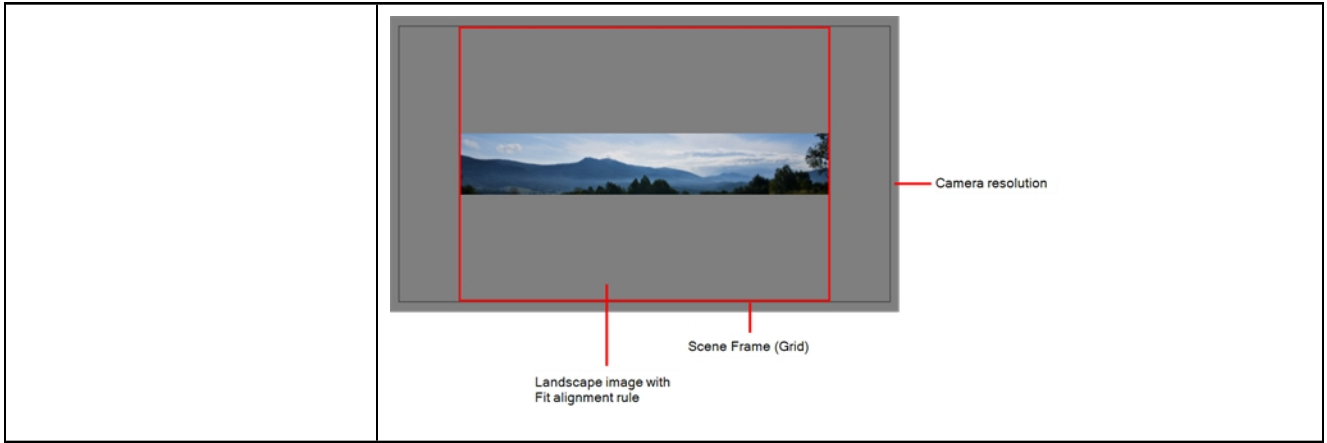 Camera resolution
Scene Frame (Grid)
Landscape image with
Fit alignment rule